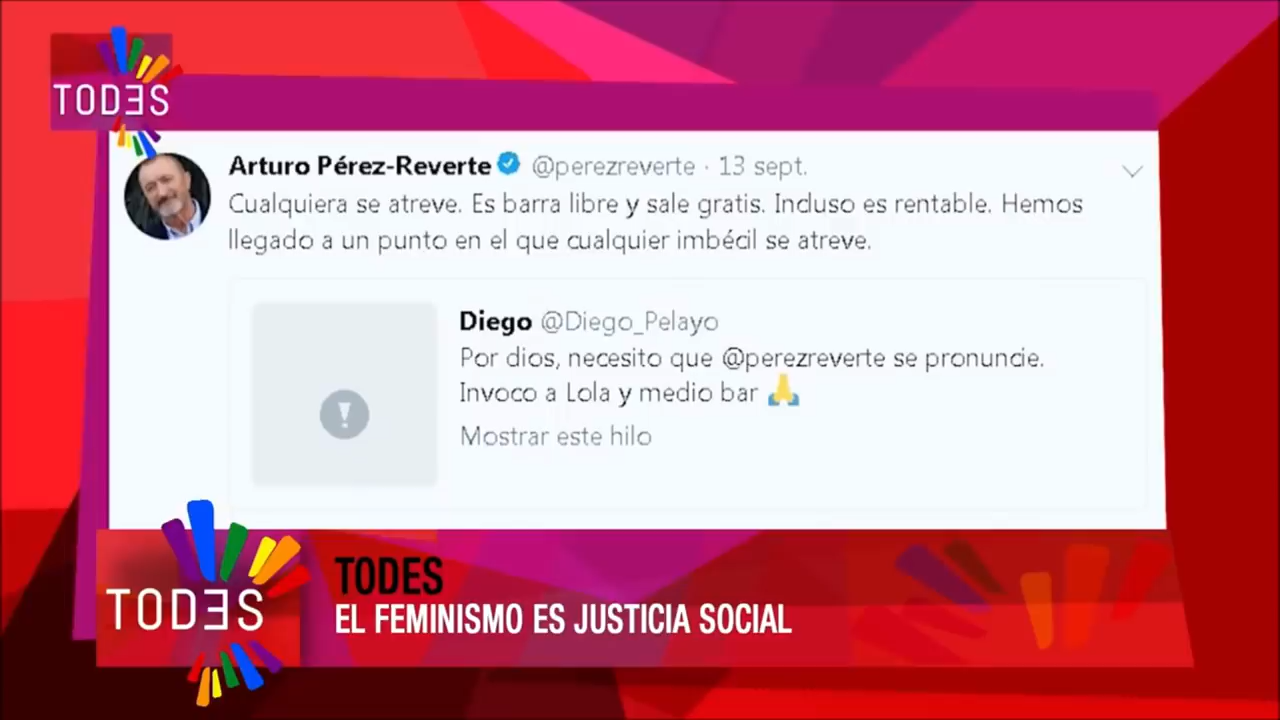 TODƎS
Arturo Pérez-Reverte @perezreverte · 13 sept.
Cualquiera se atreve. Es barra libre y sale gratis. Incluso es rentable. Hemos
llegado a un punto en el que cualquier imbécil se atreve.
Diego @Diego_Pelayo
Por dios, necesito que @perezreverte se pronuncie.
Invoco a Lola y medio bar 🙏
Mostrar este hilo
TODƎS
TODES
EL FEMINISMO ES JUSTICIA SOCIAL